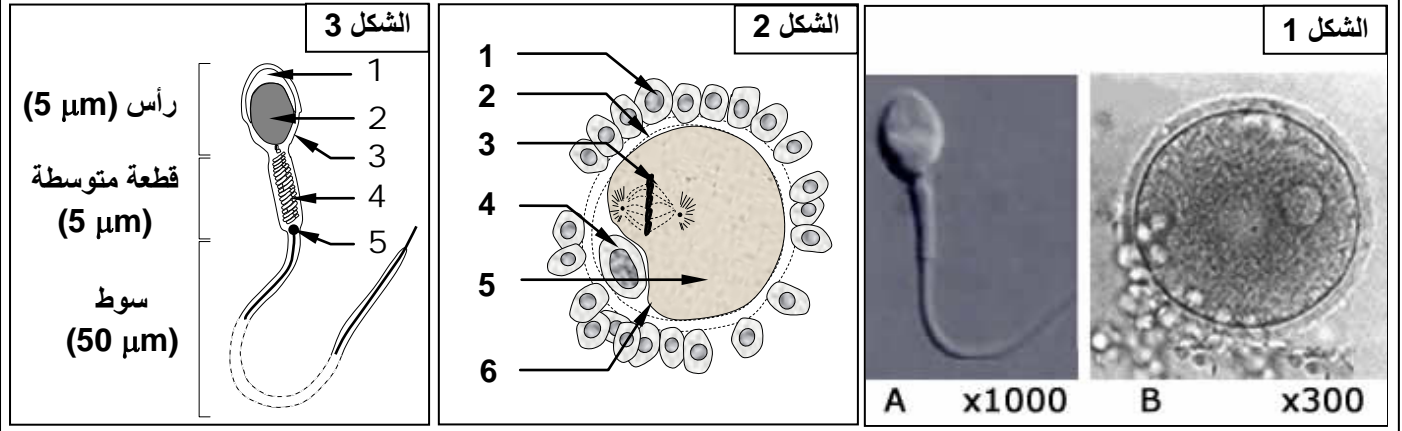 الشكل 1
A x1000
B x300
الشكل 2
1
2
3
4
5
6
الشكل 3
1
2
3
4
5
رأس (5 µm)
قطعة متوسطة
(5 µm)
سوط
(50 µm)